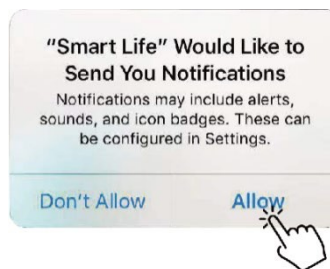 “Smart Life” Would Like to
Send You Notifications
Notifications may include alerts,
sounds, and icon badges. These can
be configured in Settings.
Don't Allow
Allow